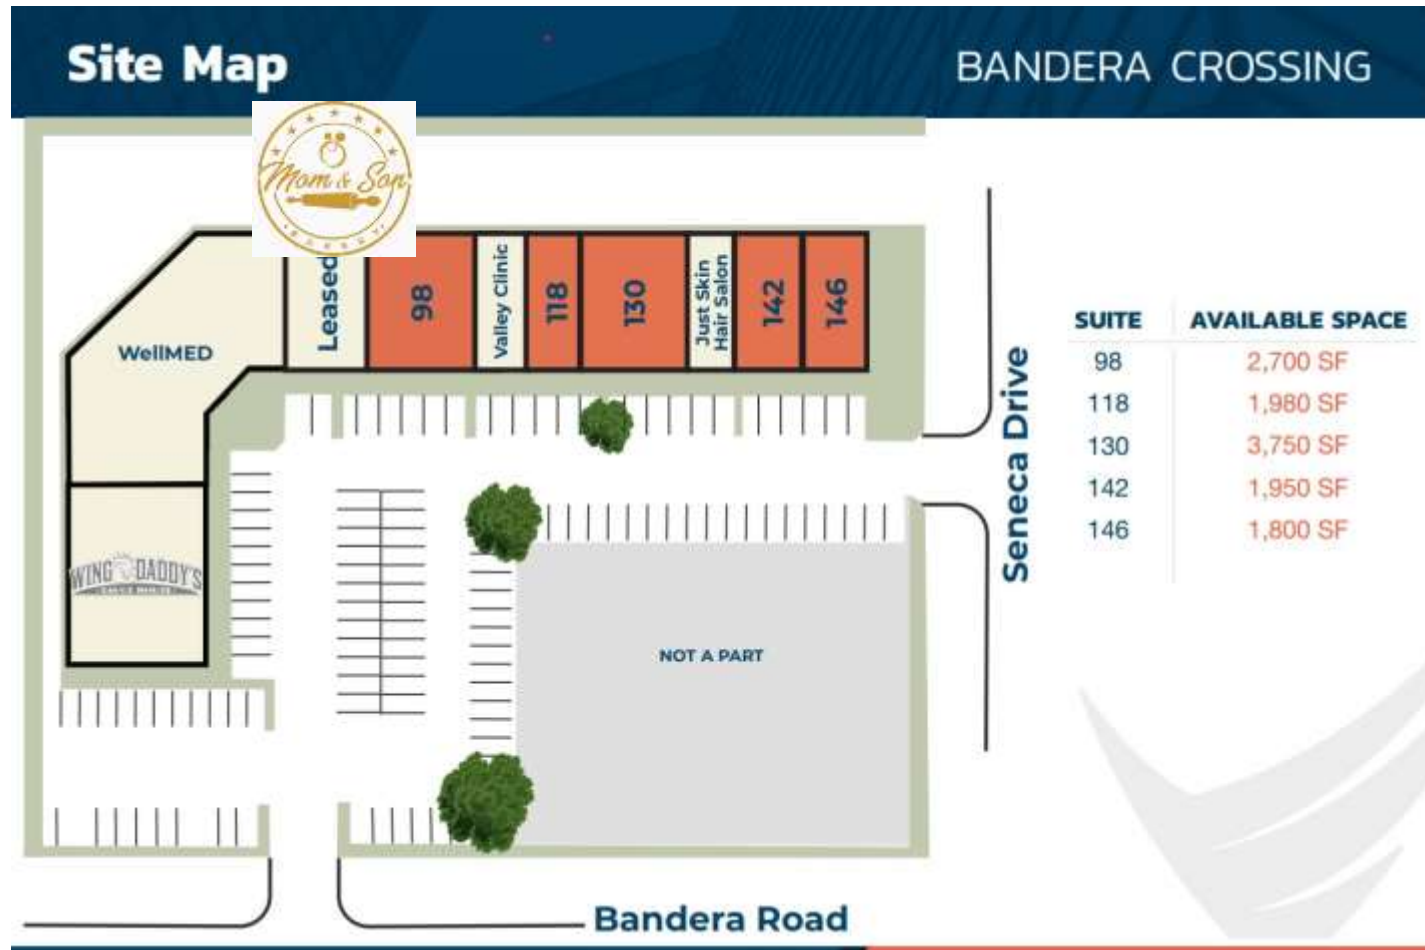 Site Map
BANDERA CROSSING
Mom & Son
WellMED
Leased
98
Valley Clinic
118
130
Just Skin
Hair Salon
142
146
WING DADDY'S
NOT A PART
Seneca Drive
Bandera Road
SUITE AVAILABLE SPACE
98 2,700 SF
118 1,980 SF
130 3,750 SF
142 1,950 SF
146 1,800 SF